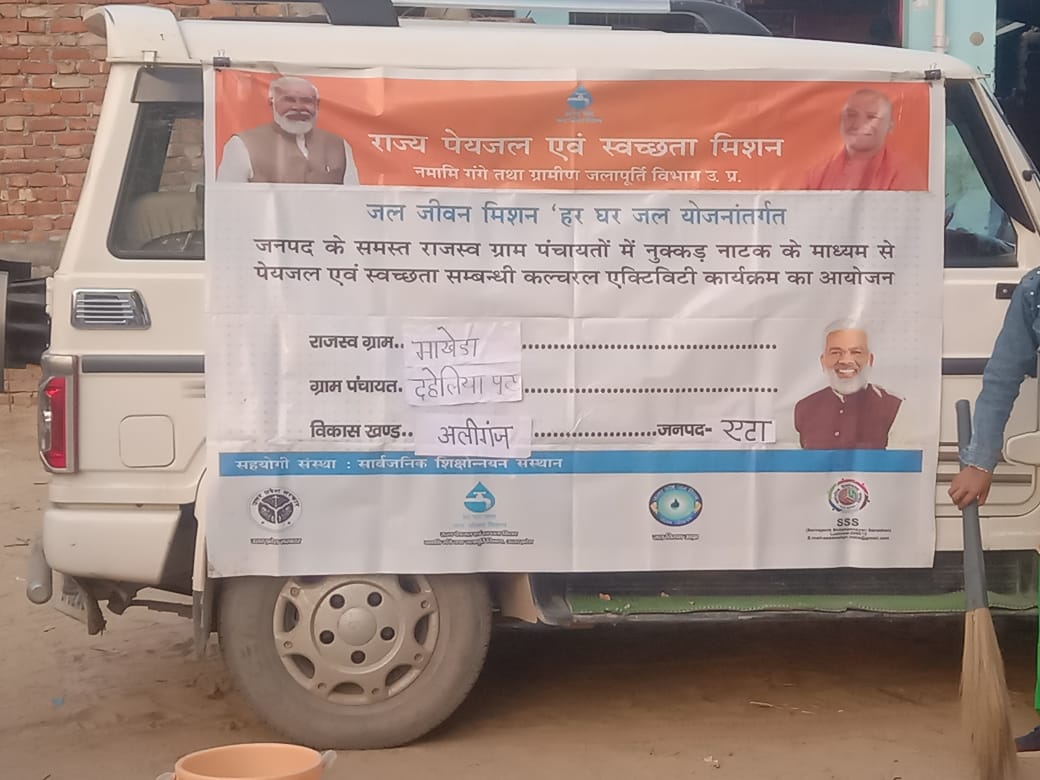 राज्य पेयजल एवं स्वच्छता मिशन
नमामि गंगे तथा ग्रामीण जलापूर्ति विभाग उ. प्र.
जल जीवन मिशन 'हर घर जल योजनांतर्गत
जनपद के समस्त राजस्व ग्राम पंचायतों में नुक्कड़ नाटक के माध्यम से
पेयजल एवं स्वच्छता सम्बन्धी कल्चरल एक्टिविटी कार्यक्रम का आयोजन
राजस्व ग्राम.. माखेडा
ग्राम पंचायत. दहेलिया
विकास खण्ड.. अलीगंज जनपद- एटा
सहयोगी संस्था : सार्वजनिक शिक्षोन्नयन संस्थान
SSS